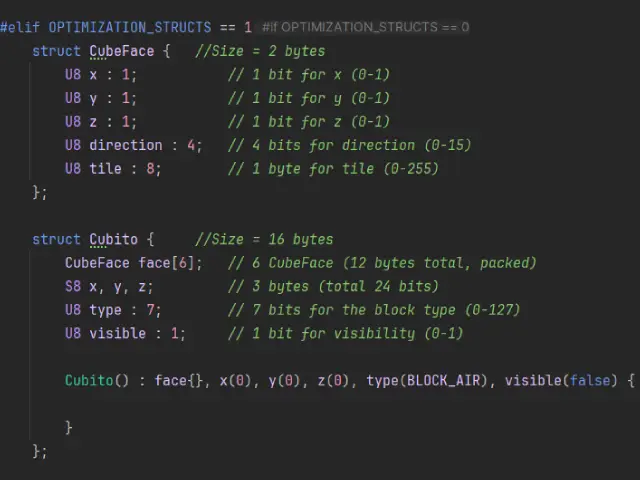 #elif OPTIMIZATION_STRUCTS == 1 #if OPTIMIZATION_STRUCTS == 0
struct CubeFace {   //Size = 2 bytes
U8 x : 1;           // 1 bit for x (0-1)
U8 y : 1;           // 1 bit for y (0-1)
U8 z : 1;           // 1 bit for z (0-1)
U8 direction : 4;   // 4 bits for direction (0-15)
U8 tile : 8;        // 1 byte for tile (0-255)
};
struct Cubito {     //Size = 16 bytes
CubeFace face[6];   // 6 CubeFace (12 bytes total, packed)
S8 x, y, z;         // 3 bytes (total 24 bits)
U8 type : 7;        // 7 bits for the block type (0-127)
U8 visible : 1;     // 1 bit for visibility (0-1)
Cubito() : face{}, x(0), y(0), z(0), type(BLOCK_AIR), visible(false) {
}
};